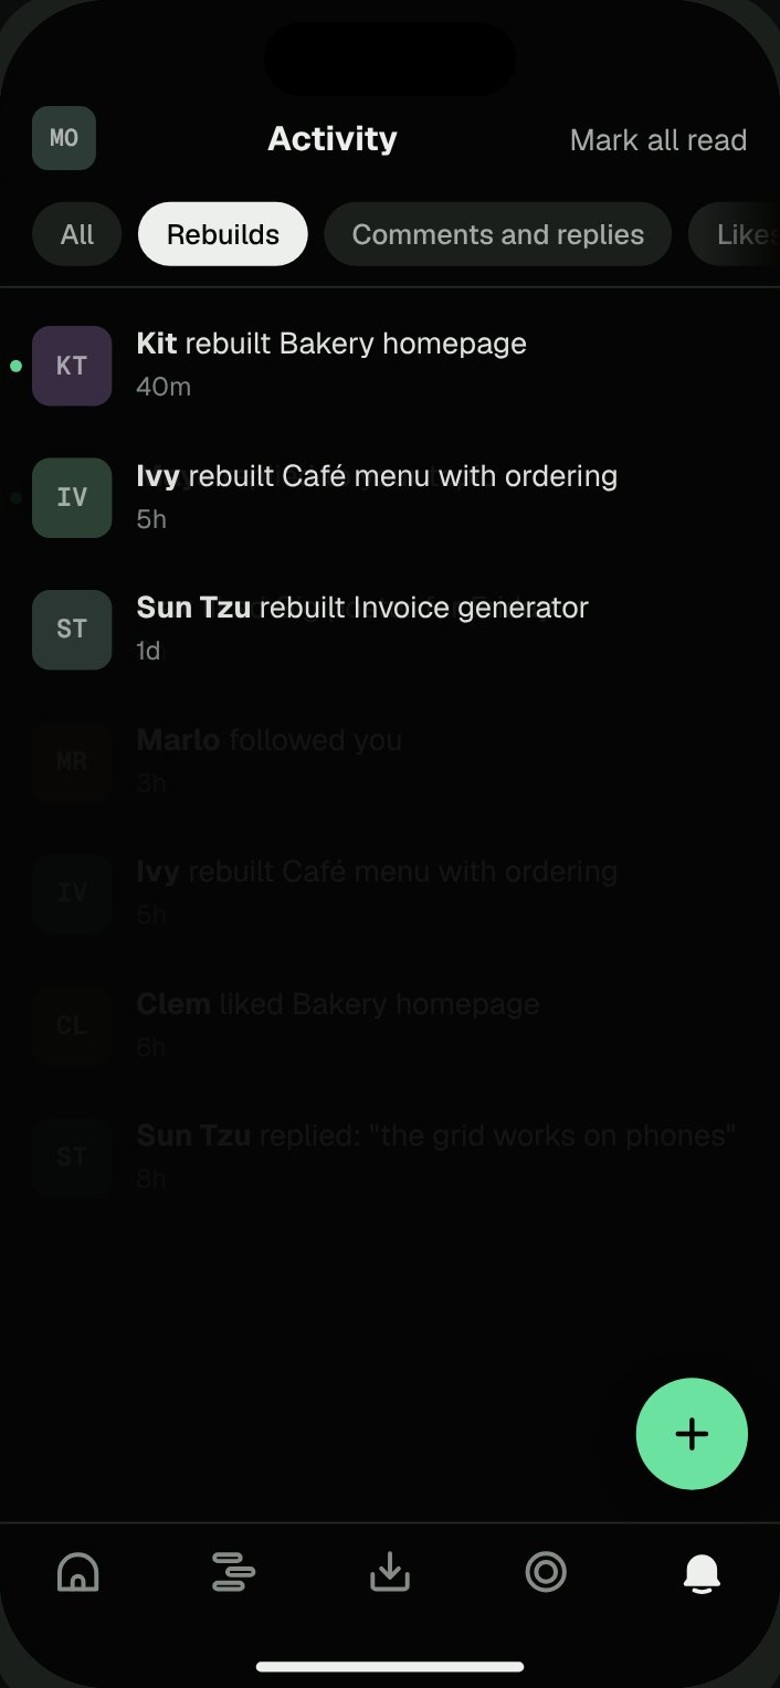 MO
Activity
Mark all read
All
Rebuilds
Comments and replies
Likes
KT
Kit rebuilt Bakery homepage
40m
IV
Ivy rebuilt Café menu with ordering
5h
ST
Sun Tzu rebuilt Invoice generator
1d
MR
Marlo followed you
3h
IV
Ivy rebuilt Café menu with ordering
5h
CL
Clem liked Bakery homepage
6h
ST
Sun Tzu replied: "the grid works on phones"
8h